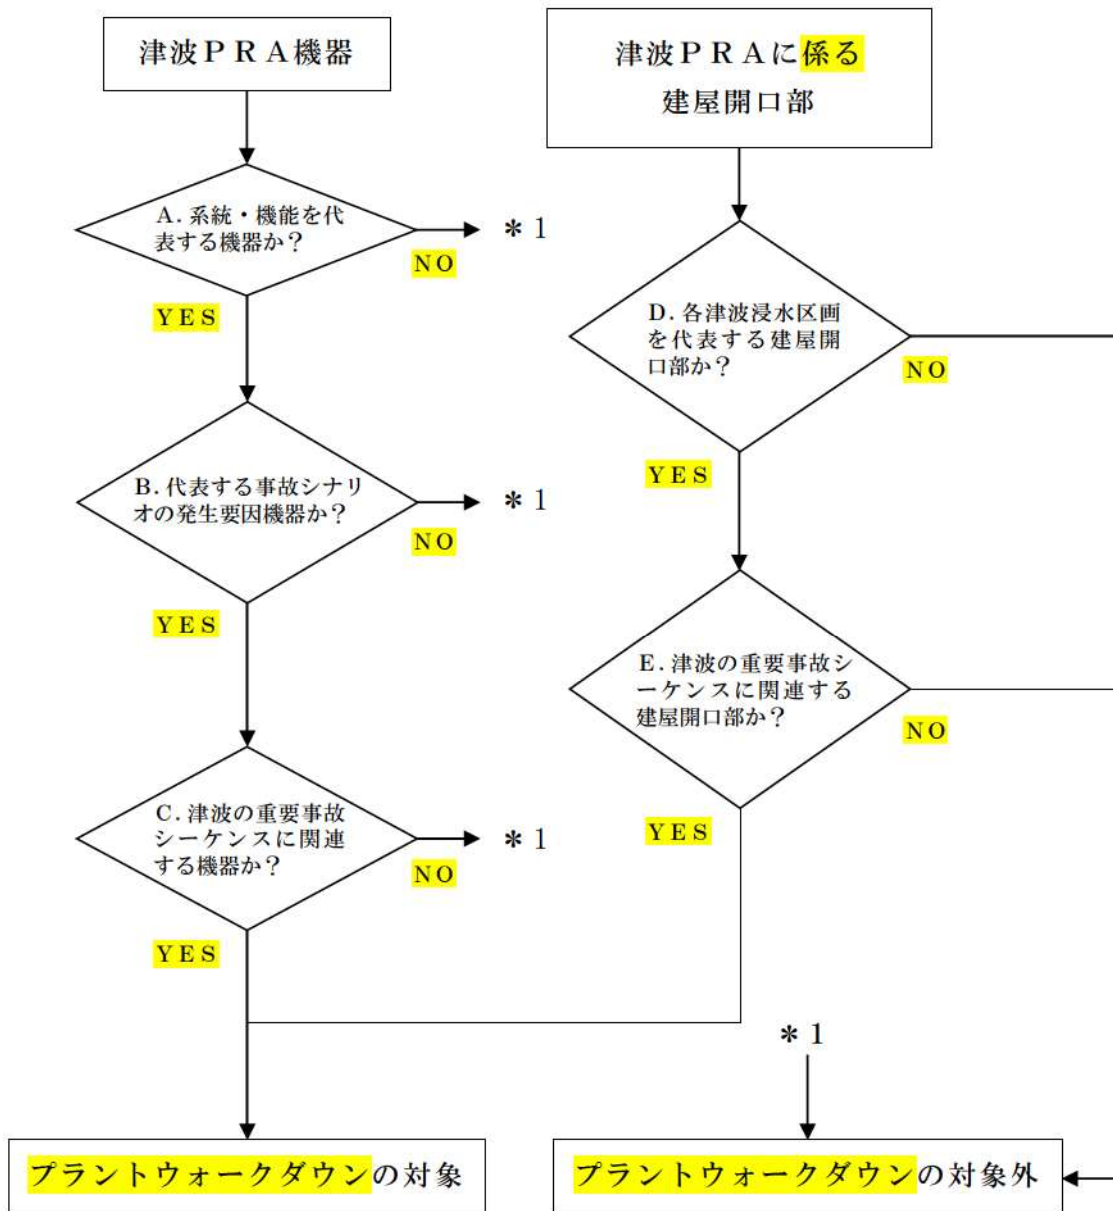 津波ＰＲＡ機器
A. 系統・機能を代
表する機器か？
＊1
NO
YES
B. 代表する事故シナリ
オの発生要因機器か？
＊1
NO
YES
C. 津波の重要事故
シーケンスに関連
する機器か？
＊1
NO
YES
津波ＰＲＡに係る
建屋開口部
D. 各津波浸水区画
を代表する建屋開
口部か？
NO
YES
E. 津波の重要事故シ
ーケンスに関連する
建屋開口部か？
NO
YES
＊1
プラントウォークダウンの対象
プラントウォークダウンの対象外